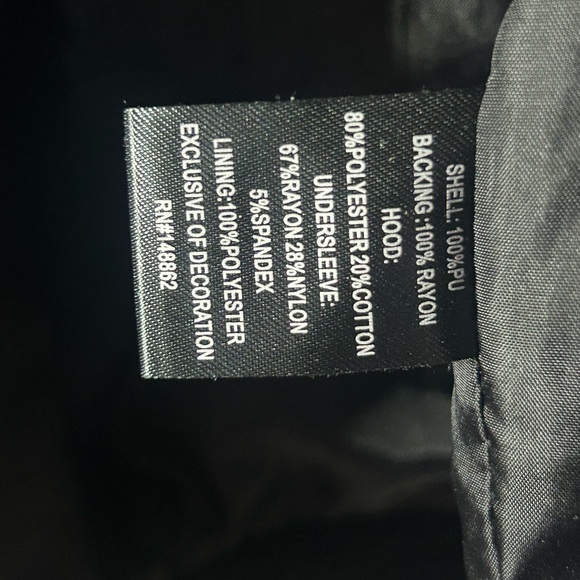 SHELL: 100%PU
BACKING :100% RAYON
HOOD:
80%POLYESTER 20%COTTON
UNDERSLEEVE:
67%RAYON 28%NYLON
5%SPANDEX
LINING:100%POLYESTER
EXCLUSIVE OF DECORATION
RN#148862